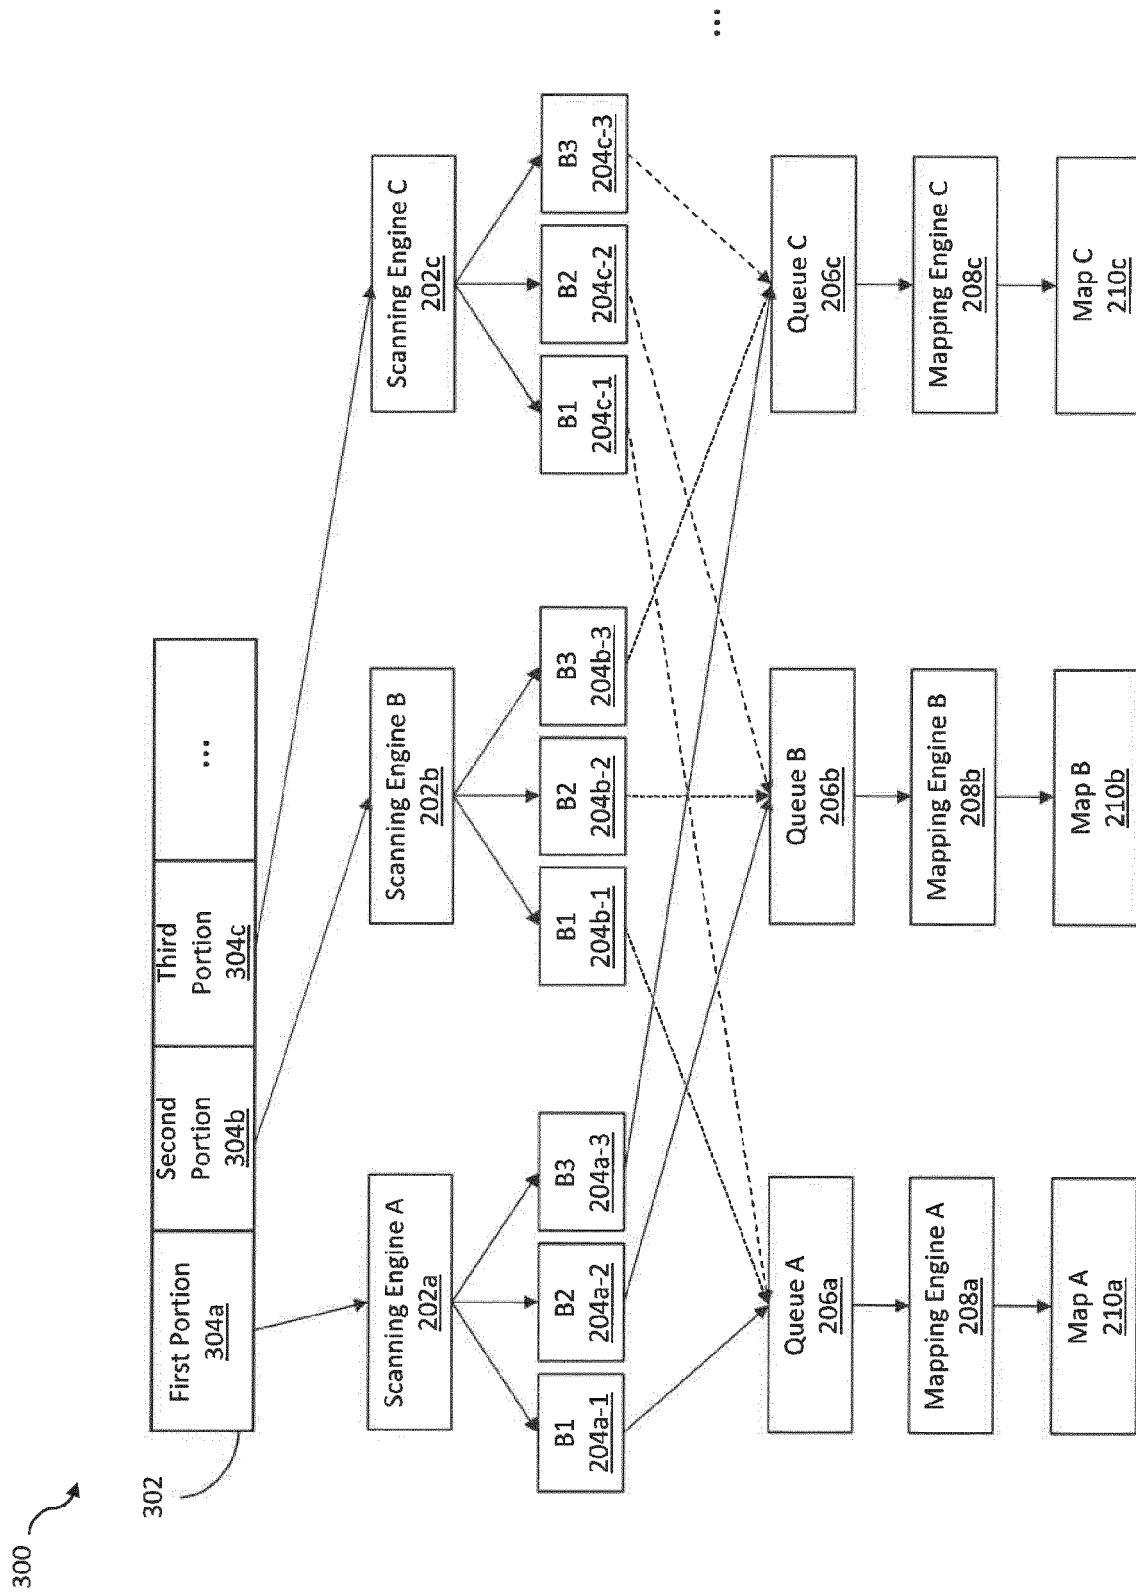 300
302
First Portion
304a
Second
Portion
304b
Third
Portion
304c
...
Scanning Engine A
202a
Scanning Engine B
202b
Scanning Engine C
202c
B1
204a-1
B2
204a-2
B3
204a-3
B1
204b-1
B2
204b-2
B3
204b-3
B1
204c-1
B2
204c-2
B3
204c-3
...
Queue A
206a
Queue B
206b
Queue C
206c
Mapping Engine A
208a
Mapping Engine B
208b
Mapping Engine C
208c
Map A
210a
Map B
210b
Map C
210c